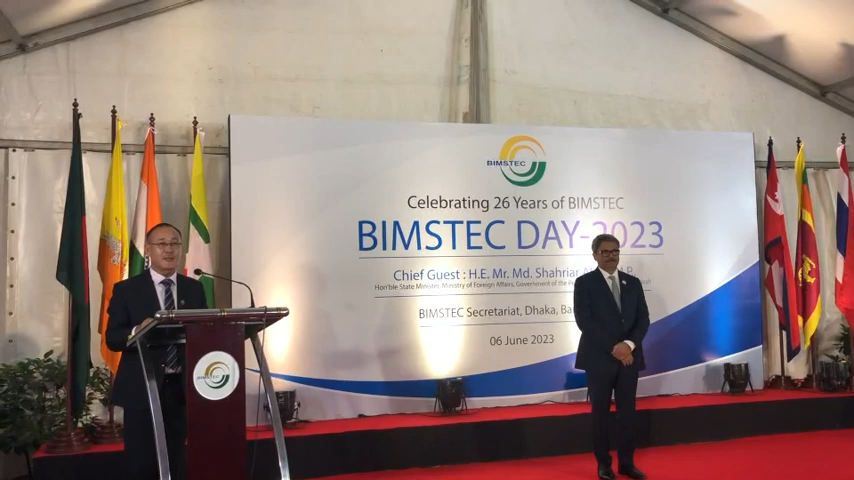 BIMSTEC
Celebrating 26 Years of BIMSTEC
BIMSTEC DAY-2023
Chief Guest : H.E. Mr. Md. Shahriar
Hon'ble State Minister, Ministry of Foreign Affairs, Government of the
BIMSTEC Secretariat, Dhaka,
06 June 2023
BIMSTEC